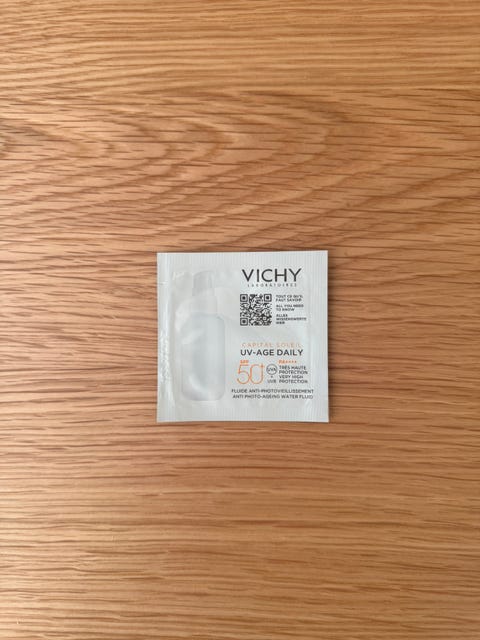 VICHY
LABORATOIRES
TOUT CE QU'IL
FAUT SAVOIR
ALL YOU NEED
TO KNOW
ALLES
WISSENSWERTE
HIER
CAPITAL SOLEIL
UV-AGE DAILY
SPF
50+
UVA
+
UVB
PA++++
TRÈS HAUTE
PROTECTION
VERY HIGH
PROTECTION
FLUIDE ANTI-PHOTOVIEILLISSEMENT
ANTI PHOTO-AGEING WATER FLUID